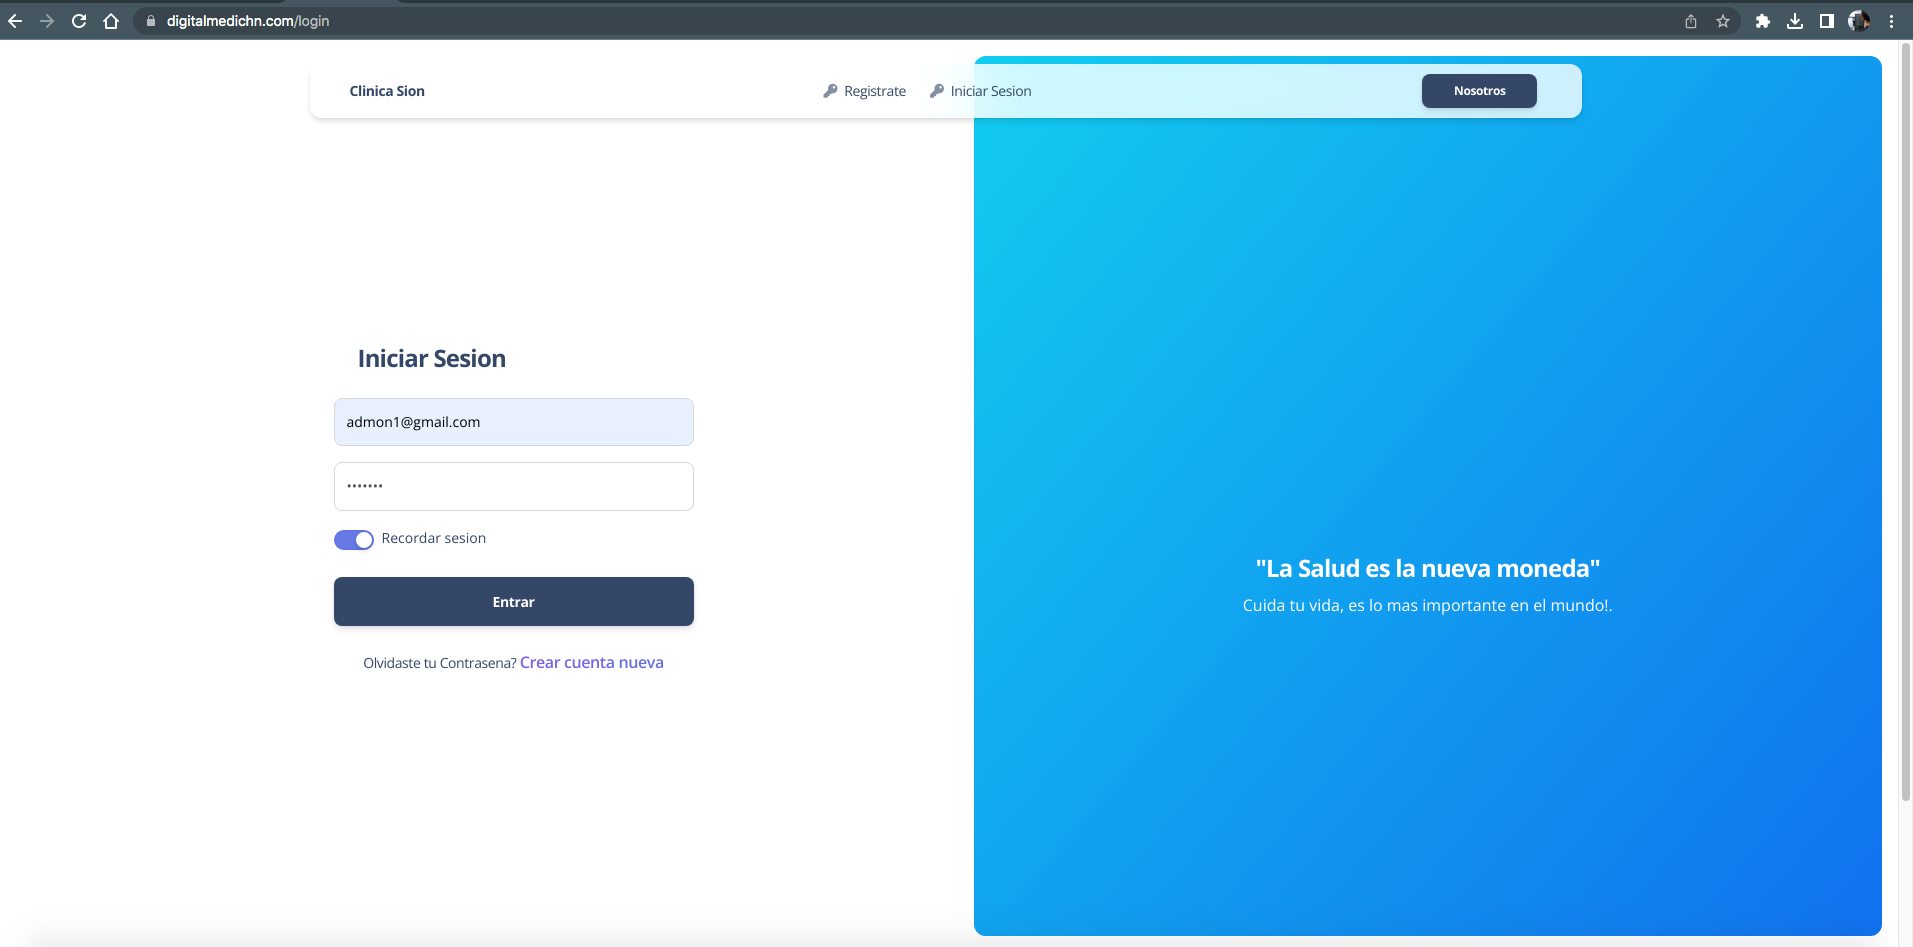 digitalmedichn.com/login
Clinica Sion
Registrate
Iniciar Sesion
Nosotros
Iniciar Sesion
admon1@gmail.com
•••••••
Recordar sesion
Entrar
Olvidaste tu Contrasena? Crear cuenta nueva
"La Salud es la nueva moneda"
Cuida tu vida, es lo mas importante en el mundo!.